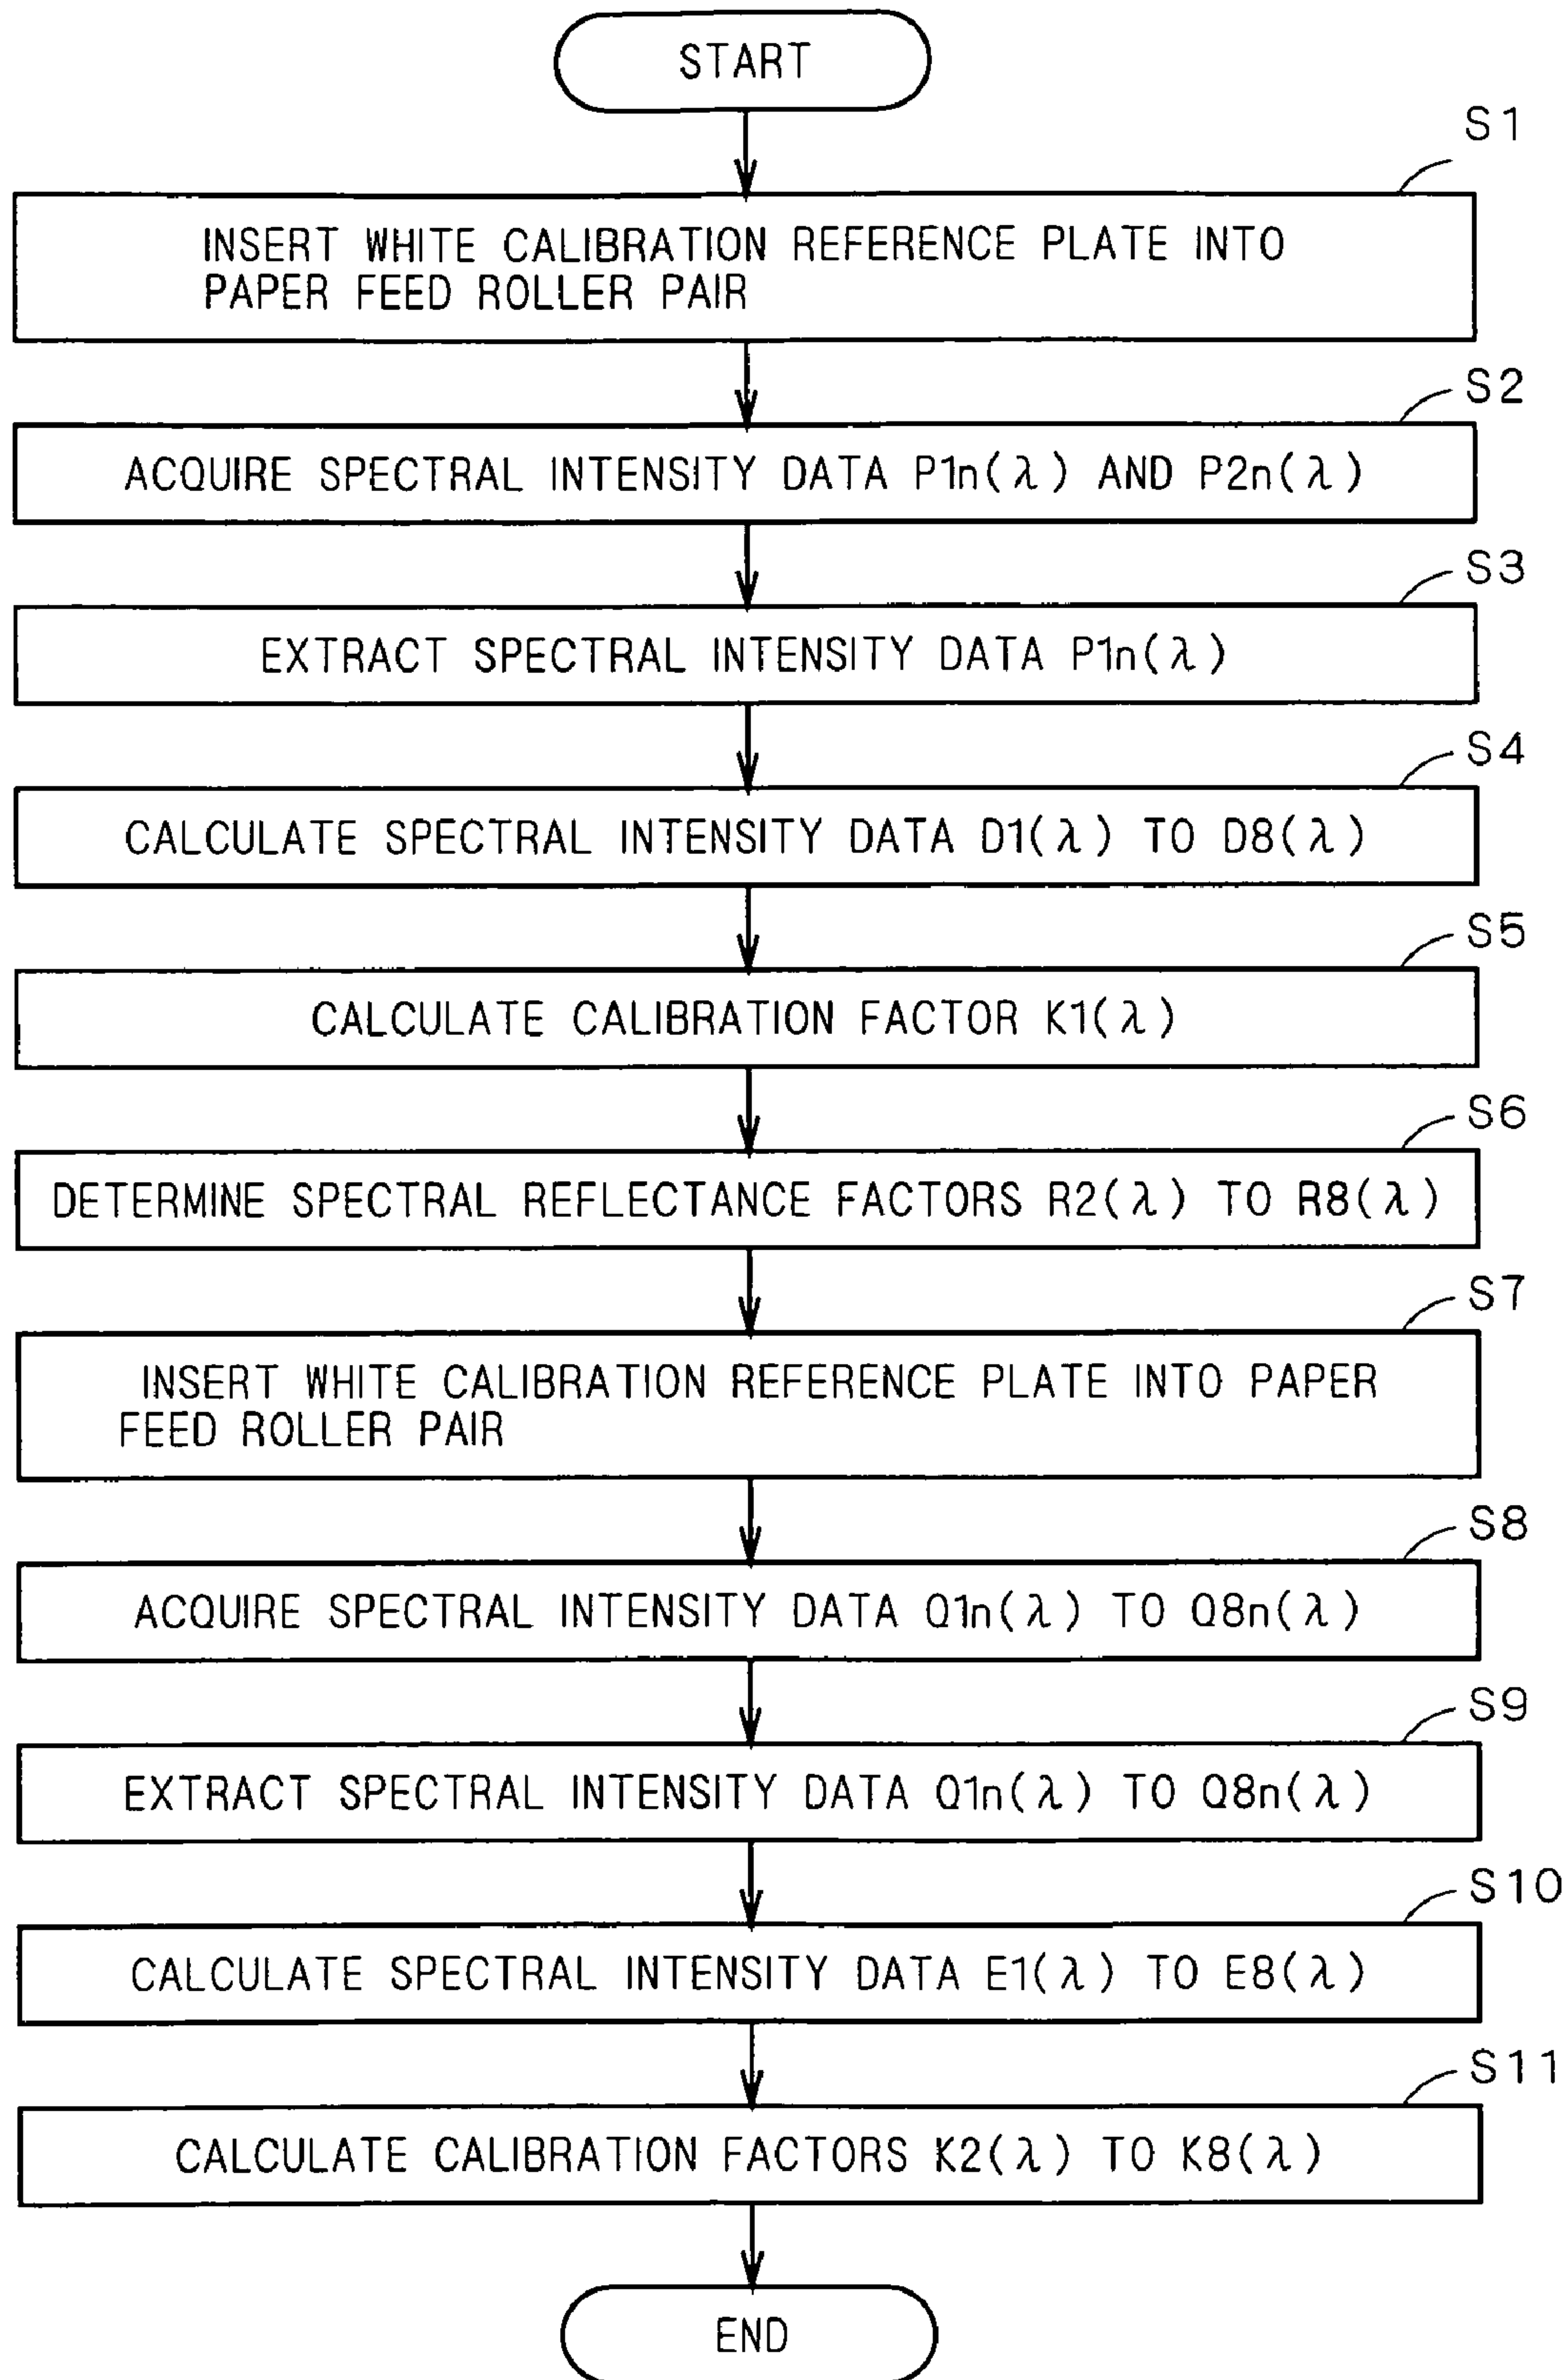 START
S1
INSERT WHITE CALIBRATION REFERENCE PLATE INTO
PAPER FEED ROLLER PAIR
S2
ACQUIRE SPECTRAL INTENSITY DATA P1n(λ) AND P2n(λ)
S3
EXTRACT SPECTRAL INTENSITY DATA P1n(λ)
S4
CALCULATE SPECTRAL INTENSITY DATA D1(λ) TO D8(λ)
S5
CALCULATE CALIBRATION FACTOR K1(λ)
S6
DETERMINE SPECTRAL REFLECTANCE FACTORS R2(λ) TO R8(λ)
S7
INSERT WHITE CALIBRATION REFERENCE PLATE INTO PAPER
FEED ROLLER PAIR
S8
ACQUIRE SPECTRAL INTENSITY DATA Q1n(λ) TO Q8n(λ)
S9
EXTRACT SPECTRAL INTENSITY DATA Q1n(λ) TO Q8n(λ)
S10
CALCULATE SPECTRAL INTENSITY DATA E1(λ) TO E8(λ)
S11
CALCULATE CALIBRATION FACTORS K2(λ) TO K8(λ)
END